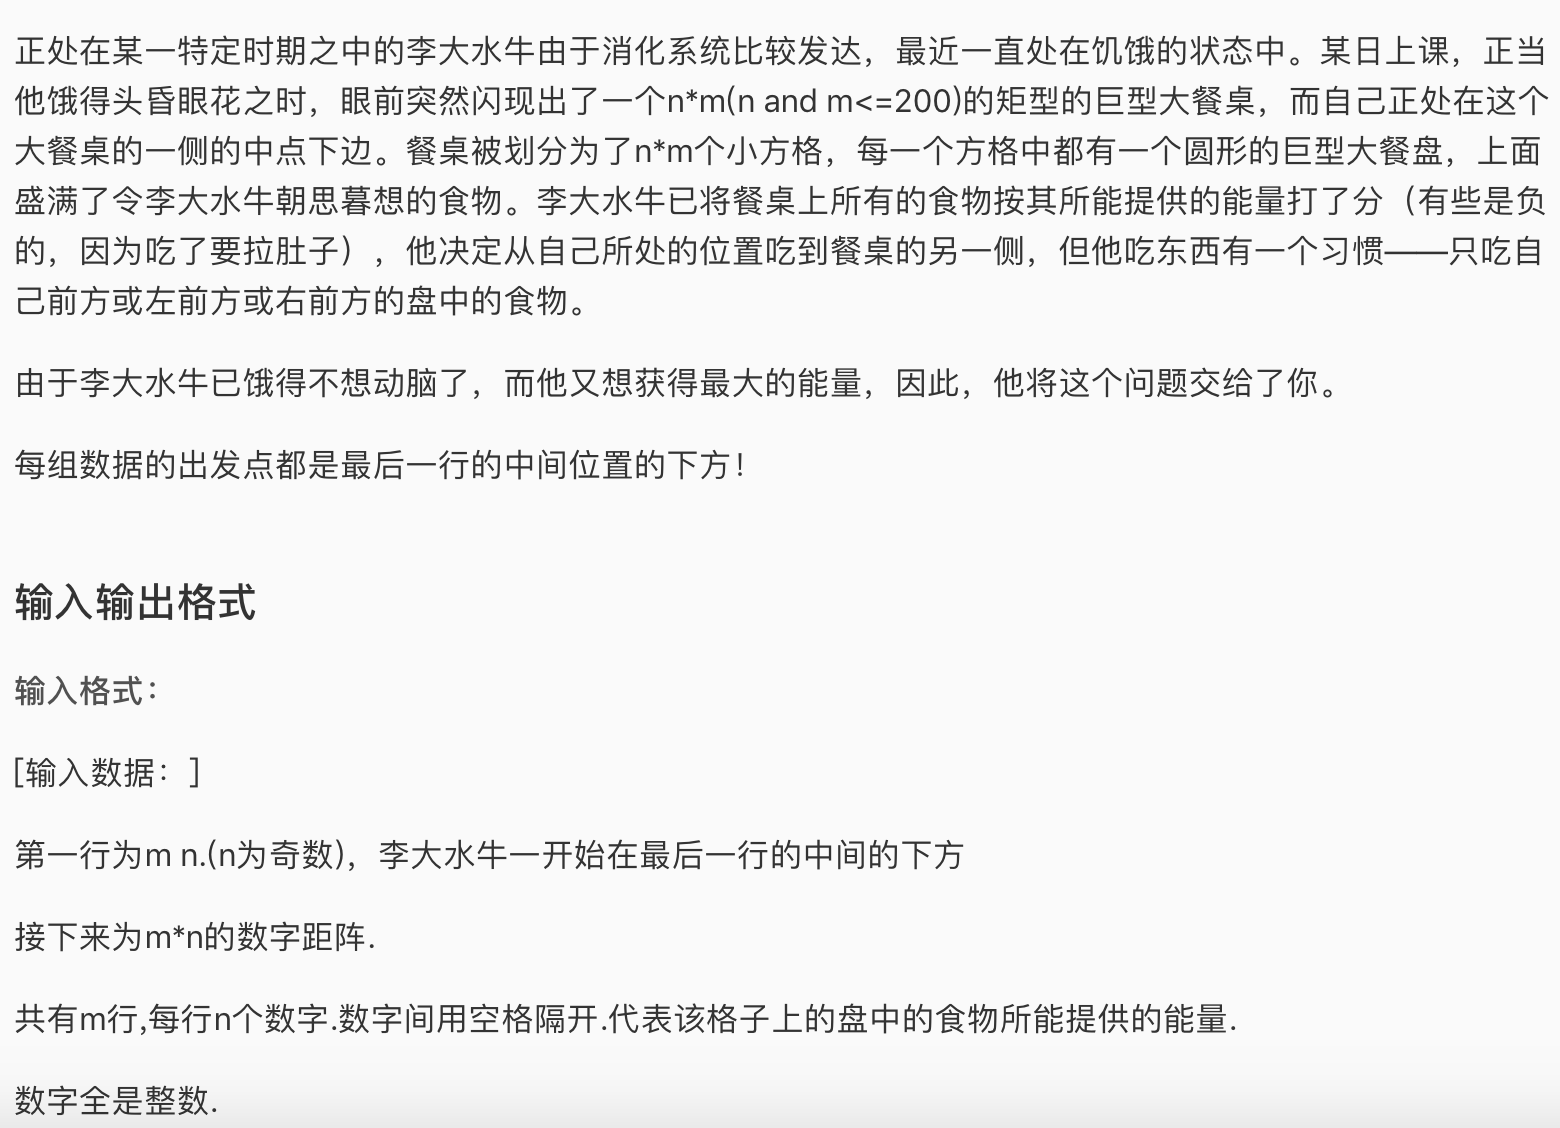 正处在某一特定时期之中的李大水牛由于消化系统比较发达，最近一直处在饥饿的状态中。某日上课，正当
他饿得头昏眼花之时，眼前突然闪现出了一个n*m(n and m<=200)的矩型的巨型大餐桌，而自己正处在这个
大餐桌的一侧的中点下边。餐桌被划分为了n*m个小方格，每一个方格中都有一个圆形的巨型大餐盘，上面
盛满了令李大水牛朝思暮想的食物。李大水牛已将餐桌上所有的食物按其所能提供的能量打了分（有些是负
的，因为吃了要拉肚子），他决定从自己所处的位置吃到餐桌的另一侧，但他吃东西有一个习惯——只吃自
己前方或左前方或右前方的盘中的食物。
由于李大水牛已饿得不想动脑了，而他又想获得最大的能量，因此，他将这个问题交给了你。
每组数据的出发点都是最后一行的中间位置的下方！
输入输出格式
输入格式：
[输入数据：]
第一行为m n.(n为奇数)，李大水牛一开始在最后一行的中间的下方
接下来为m*n的数字距阵.
共有m行,每行n个数字.数字间用空格隔开.代表该格子上的盘中的食物所能提供的能量.
数字全是整数.